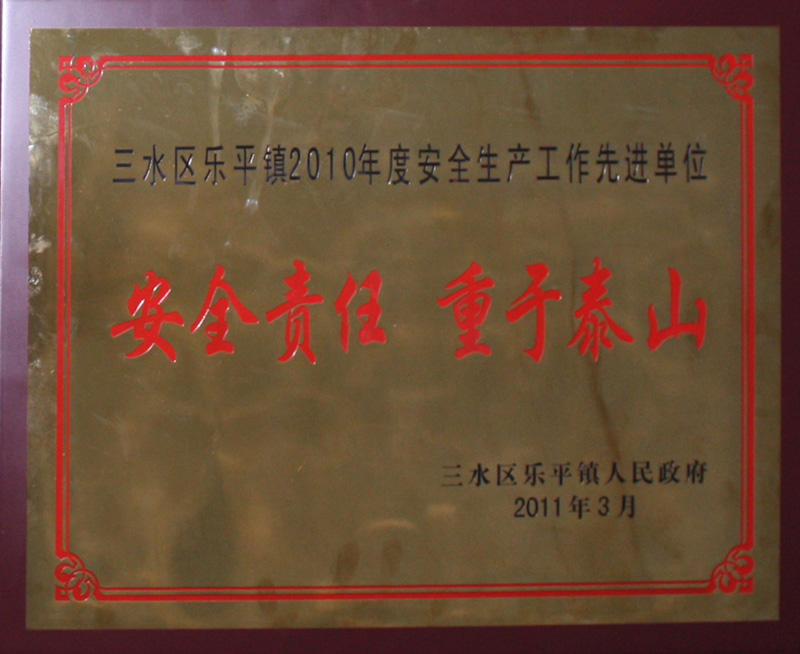 三水区乐平镇2010年度安全生产工作先进单位
安全责任 重于泰山
三水区乐平镇人民政府
2011年3月